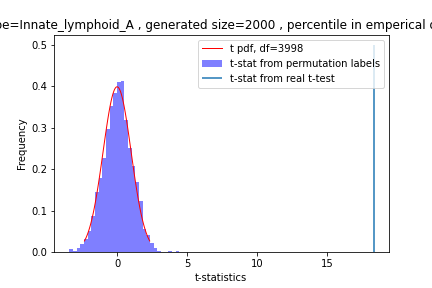 pe=Innate_lymphoid_A , generated size=2000 , percentile in emperical d
t pdf, df=3998
t-stat from permutation labels
t-stat from real t-test
0.5
0.4
0.3
0.2
0.1
0.0
Frequency
0
5
10
15
t-statistics